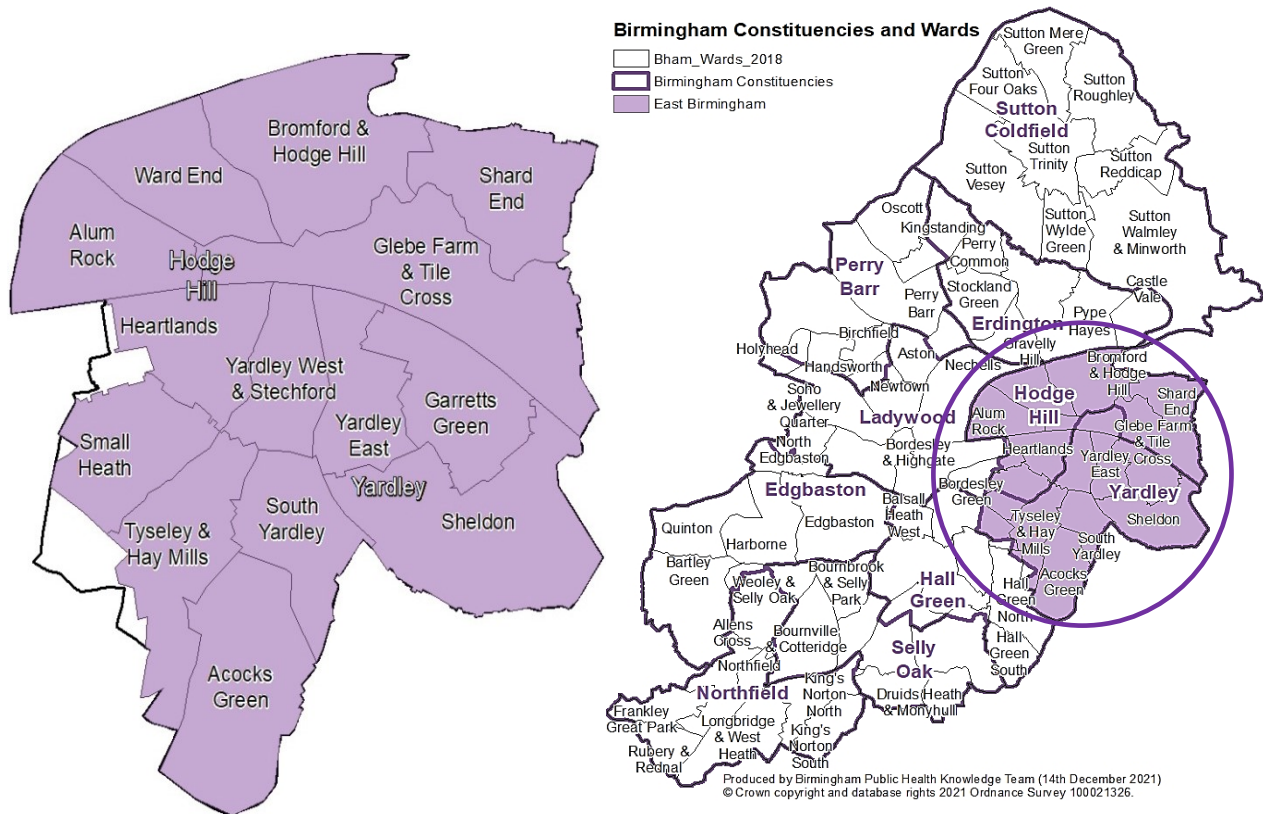 Ward End
Bromford &
Hodge Hill
Shard
End
Alum
Rock
Hodge
Hill
Glebe Farm
& Tile
Cross
Heartlands
Yardley West
& Stechford
Yardley
East
Garretts
Green
Small
Heath
Yardley
South
Yardley
Sheldon
Tyseley &
Hay Mills
Acocks
Green
Birmingham Constituencies and Wards
Bham_Wards_2018
Birmingham Constituencies
East Birmingham
Sutton Mere
Green
Sutton
Four Oaks
Sutton
Roughley
Sutton
Coldfield
Sutton
Trinity
Sutton
Reddicap
Sutton
Vesey
Sutton
Wylde
Green
Sutton
Walmley
& Minworth
Oscott
Kingstanding
Perry
Common
Perry
Barr
Stockland
Green
Perry
Barr
Castle
Vale
Pype
Hayes
Erdington
Gravelly
Hill
Birchfield
Holyhead
Handsworth
Aston
Nechells
Newtown
Bromford
& Hodge
Hill
Hodge
Hill
Shard
End
Soho
& Jewellery
Quarter
Ladywood
Alum
Rock
Glebe Farm
& Tile
Cross
North
Edgbaston
Bordesley
& Highgate
Heartlands
Yardley
East
Edgbaston
Bordesley
Green
Yardley
Balsall
Heath
West
Quinton
Edgbaston
Harborne
Tyseley
& Hay
Mills
Sheldon
South
Yardley
Bartley
Green
Weoley &
Selly Oak
Bournbrook
& Selly
Park
Hall
Green
Acocks
Green
Hall
Green
North
Allens
Cross
Bournville
& Cotteridge
Selly
Oak
Hall
Green
South
Northfield
Northfield
King's
Norton
North
Druids Heath
& Monyhull
Frankley
Great Park
Longbridge
& West
Heath
King's
Norton
South
Rubery &
Rednal
Produced by Birmingham Public Health Knowledge Team (14th December 2021)
© Crown copyright and database rights 2021 Ordnance Survey 100021326.